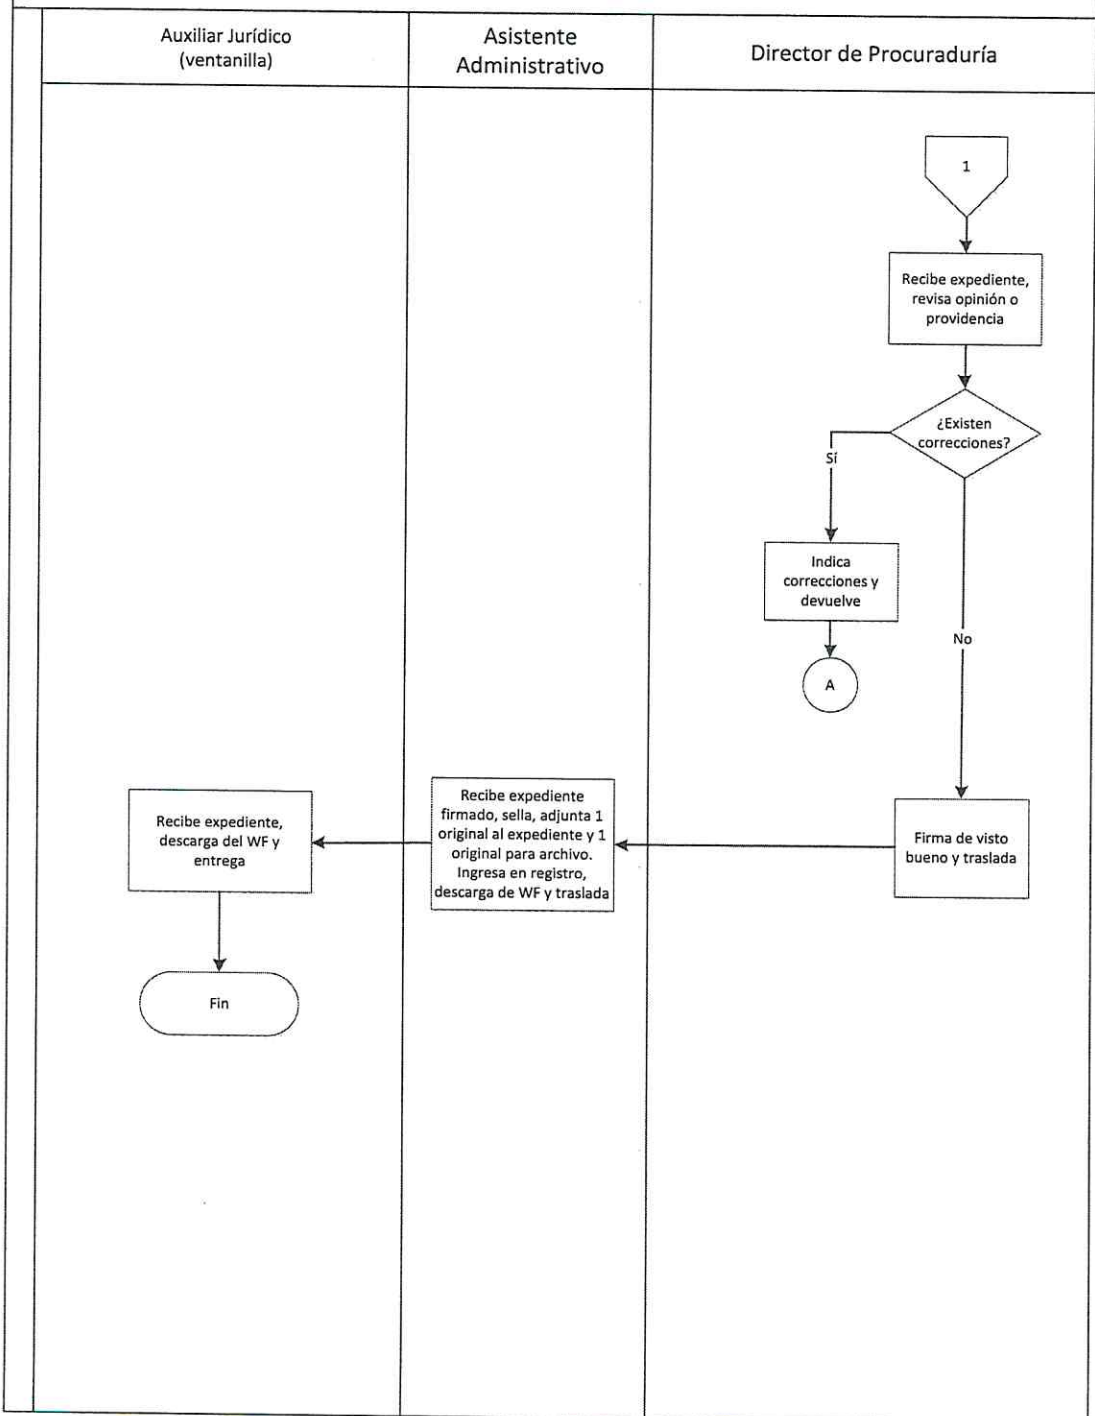 Auxiliar Jurídico
(ventanilla)
Asistente
Administrativo
Director de Procuraduría
1
Recibe expediente,
revisa opinión o
providencia
¿Existen
correcciones?
Sí
Indica
correcciones y
devuelve
No
A
Recibe expediente,
descarga del WF y
entrega
Recibe expediente
firmado, sella, adjunta 1
original al expediente y 1
original para archivo.
Ingresa en registro,
descarga de WF y traslada
Firma de visto
bueno y traslada
Fin